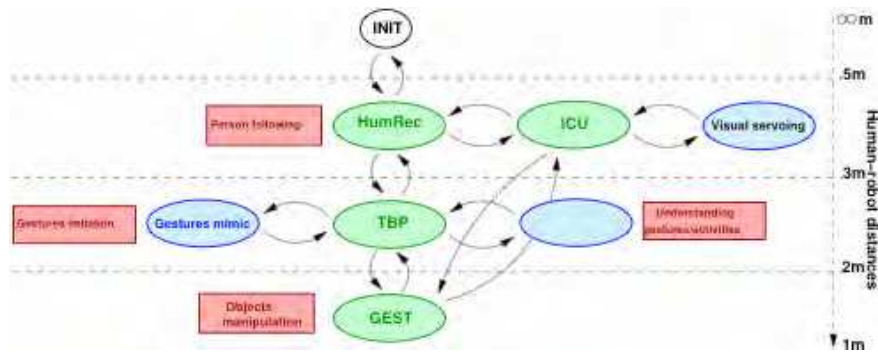 INIT
∞ m
.5m
Person following
HumRec
ICU
Visual servoing
3m
Human-robot distances
Gestures imitation
Gestures mimic
TBP
Understanding
gestures/activities
2m
Objects
manipulation
GEST
1m